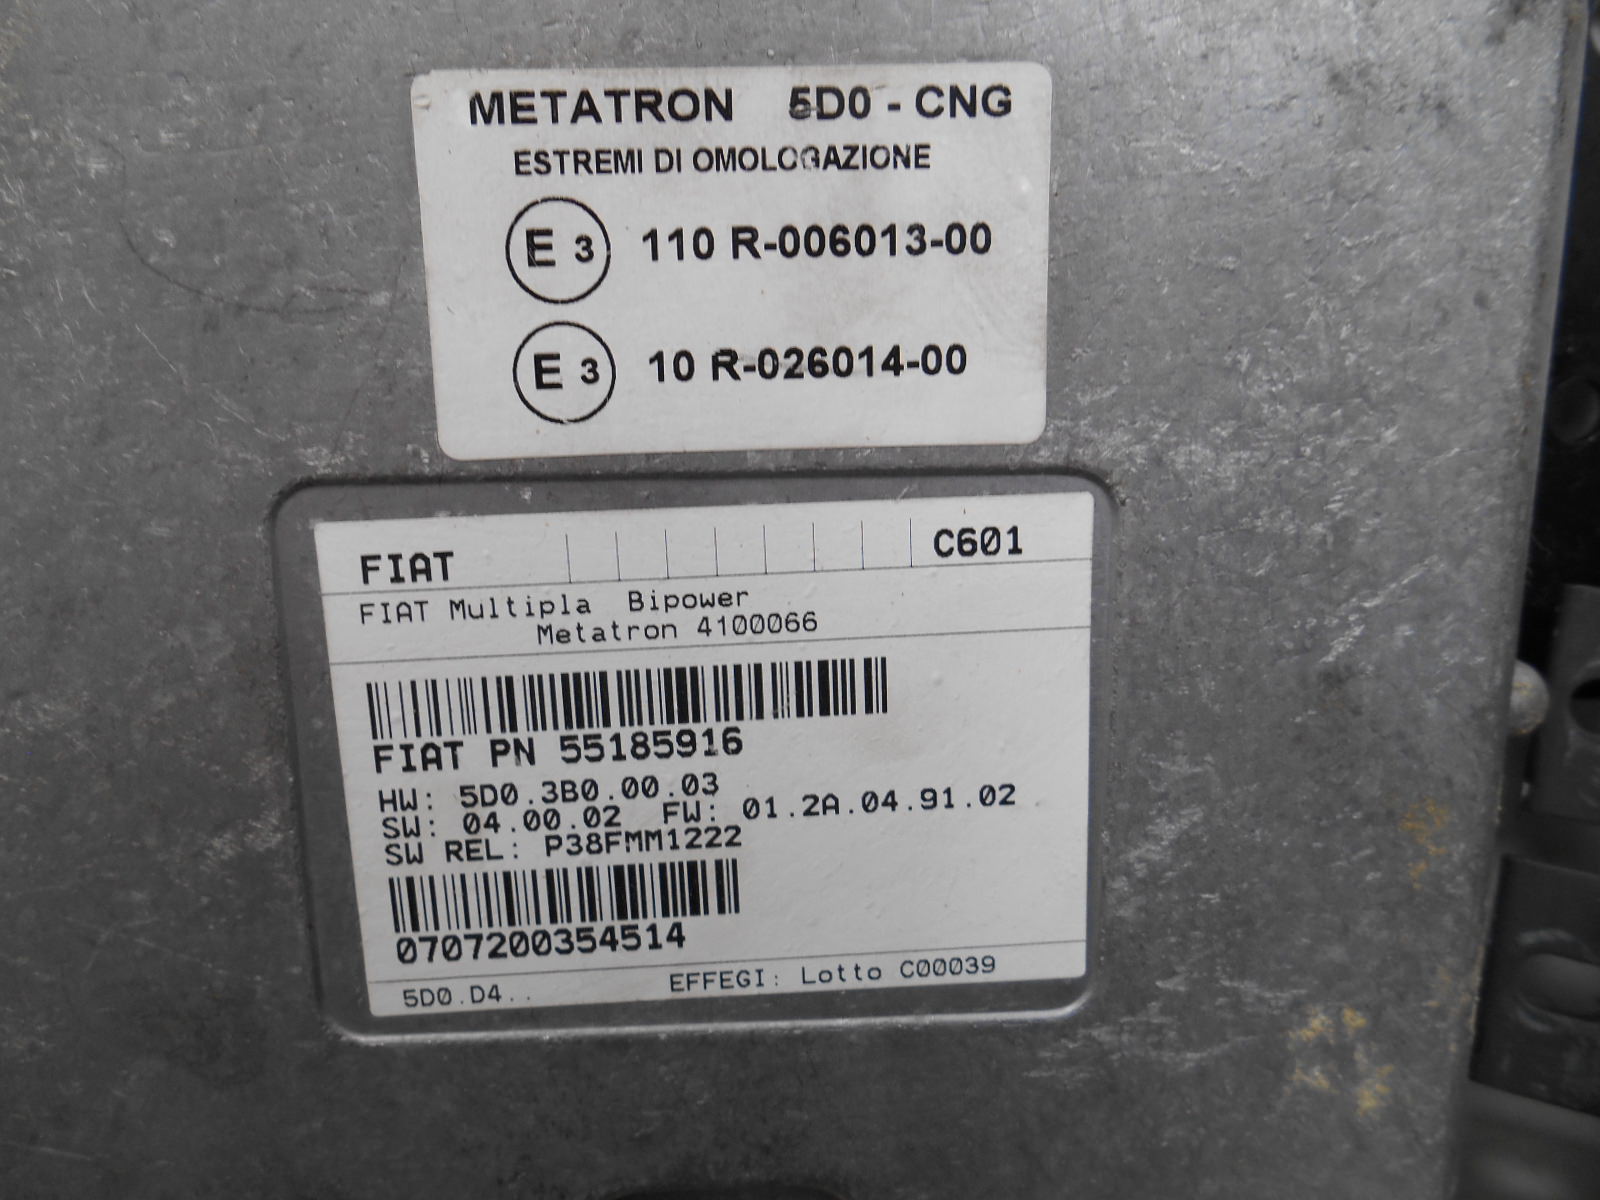 METATRON 5D0 - CNG
ESTREMI DI OMOLOGAZIONE
E 3 110 R-006013-00
E 3 10 R-026014-00
FIAT C601
FIAT Multipla Bipower
Metatron 4100066
FIAT PN 55185916
HW: 5D0.3B0.00.03
SW: 04.00.02 FW: 01.2A.04.91.02
SW REL: P38FMM1222
0707200354514
EFFEGI: Lotto C00039
5D0.D4..